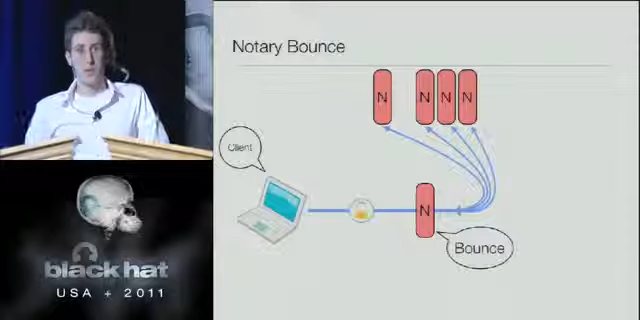 Notary Bounce
N
N
N
N
Client
N
Bounce
black hat
USA + 2011